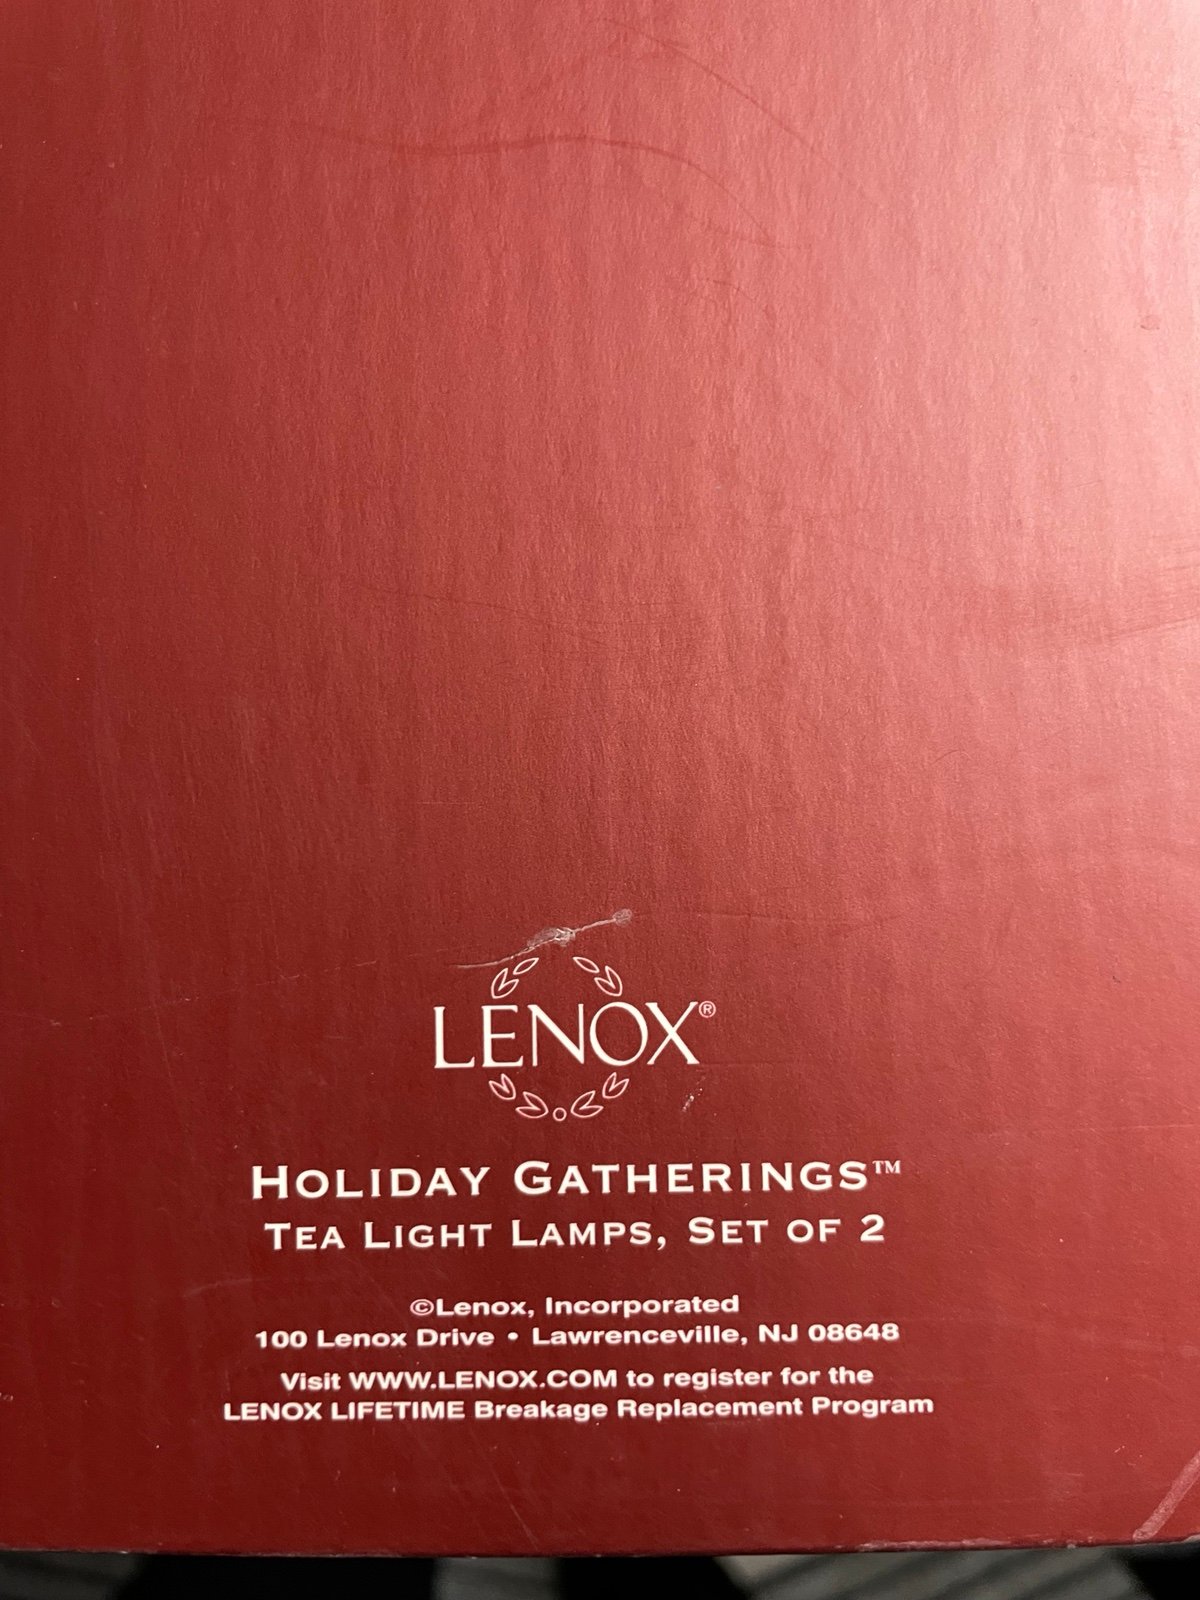 LENOX®
HOLIDAY GATHERINGS™
TEA LIGHT LAMPS, SET OF 2
©Lenox, Incorporated
100 Lenox Drive • Lawrenceville, NJ 08648
Visit WWW.LENOX.COM to register for the
LENOX LIFETIME Breakage Replacement Program